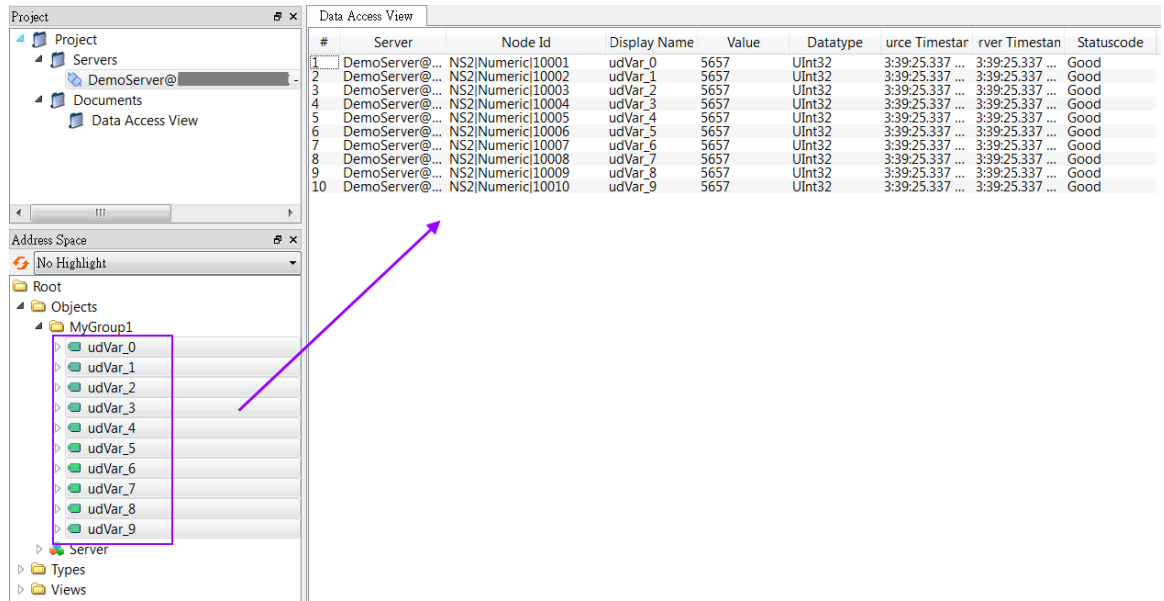 Project
Project
Servers
DemoServer@
Documents
Data Access View
Address Space
No Highlight
Root
Objects
MyGroup1
udVar_0
udVar_1
udVar_2
udVar_3
udVar_4
udVar_5
udVar_6
udVar_7
udVar_8
udVar_9
Server
Types
Views
Data Access View
# Server Node Id Display Name Value Datatype urce Timestar rver Timestan Statuscode
1 DemoServer@... NS2|Numeric|10001 udVar_0 5657 UInt32 3:39:25.337 ... 3:39:25.337 ... Good
2 DemoServer@... NS2|Numeric|10002 udVar_1 5657 UInt32 3:39:25.337 ... 3:39:25.337 ... Good
3 DemoServer@... NS2|Numeric|10003 udVar_2 5657 UInt32 3:39:25.337 ... 3:39:25.337 ... Good
4 DemoServer@... NS2|Numeric|10004 udVar_3 5657 UInt32 3:39:25.337 ... 3:39:25.337 ... Good
5 DemoServer@... NS2|Numeric|10005 udVar_4 5657 UInt32 3:39:25.337 ... 3:39:25.337 ... Good
6 DemoServer@... NS2|Numeric|10006 udVar_5 5657 UInt32 3:39:25.337 ... 3:39:25.337 ... Good
7 DemoServer@... NS2|Numeric|10007 udVar_6 5657 UInt32 3:39:25.337 ... 3:39:25.337 ... Good
8 DemoServer@... NS2|Numeric|10008 udVar_7 5657 UInt32 3:39:25.337 ... 3:39:25.337 ... Good
9 DemoServer@... NS2|Numeric|10009 udVar_8 5657 UInt32 3:39:25.337 ... 3:39:25.337 ... Good
10 DemoServer@... NS2|Numeric|10010 udVar_9 5657 UInt32 3:39:25.337 ... 3:39:25.337 ... Good